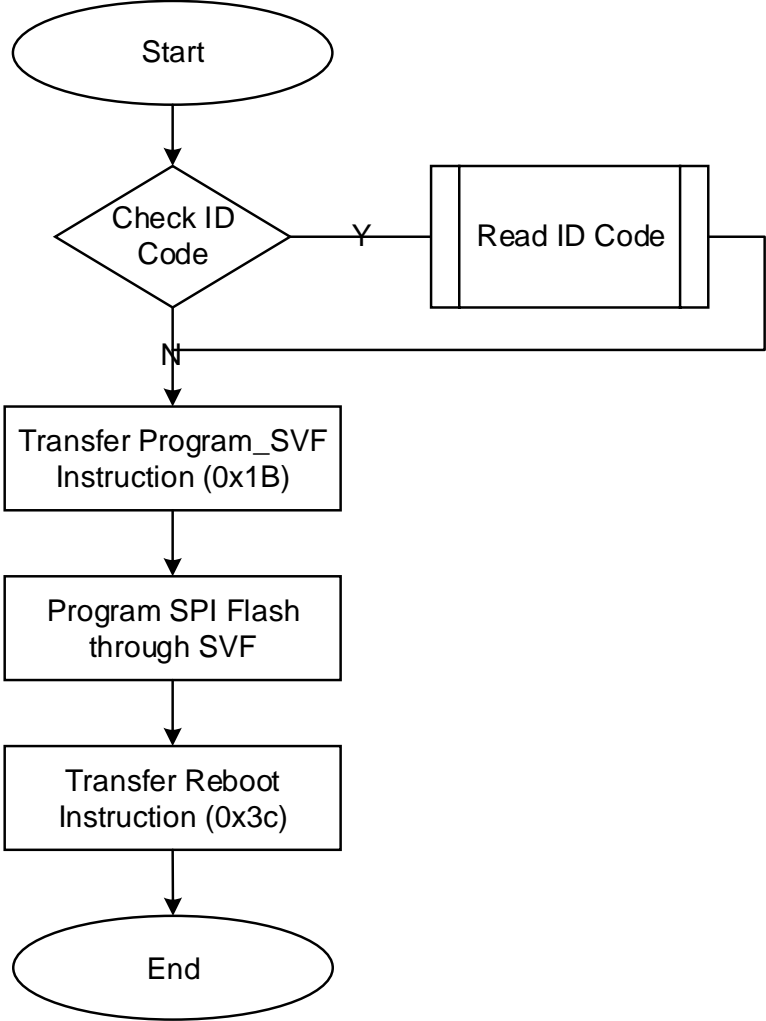 Start
Check ID
Code
Y
Read ID Code
N
Transfer Program_SVF
Instruction (0x1B)
Program SPI Flash
through SVF
Transfer Reboot
Instruction (0x3c)
End